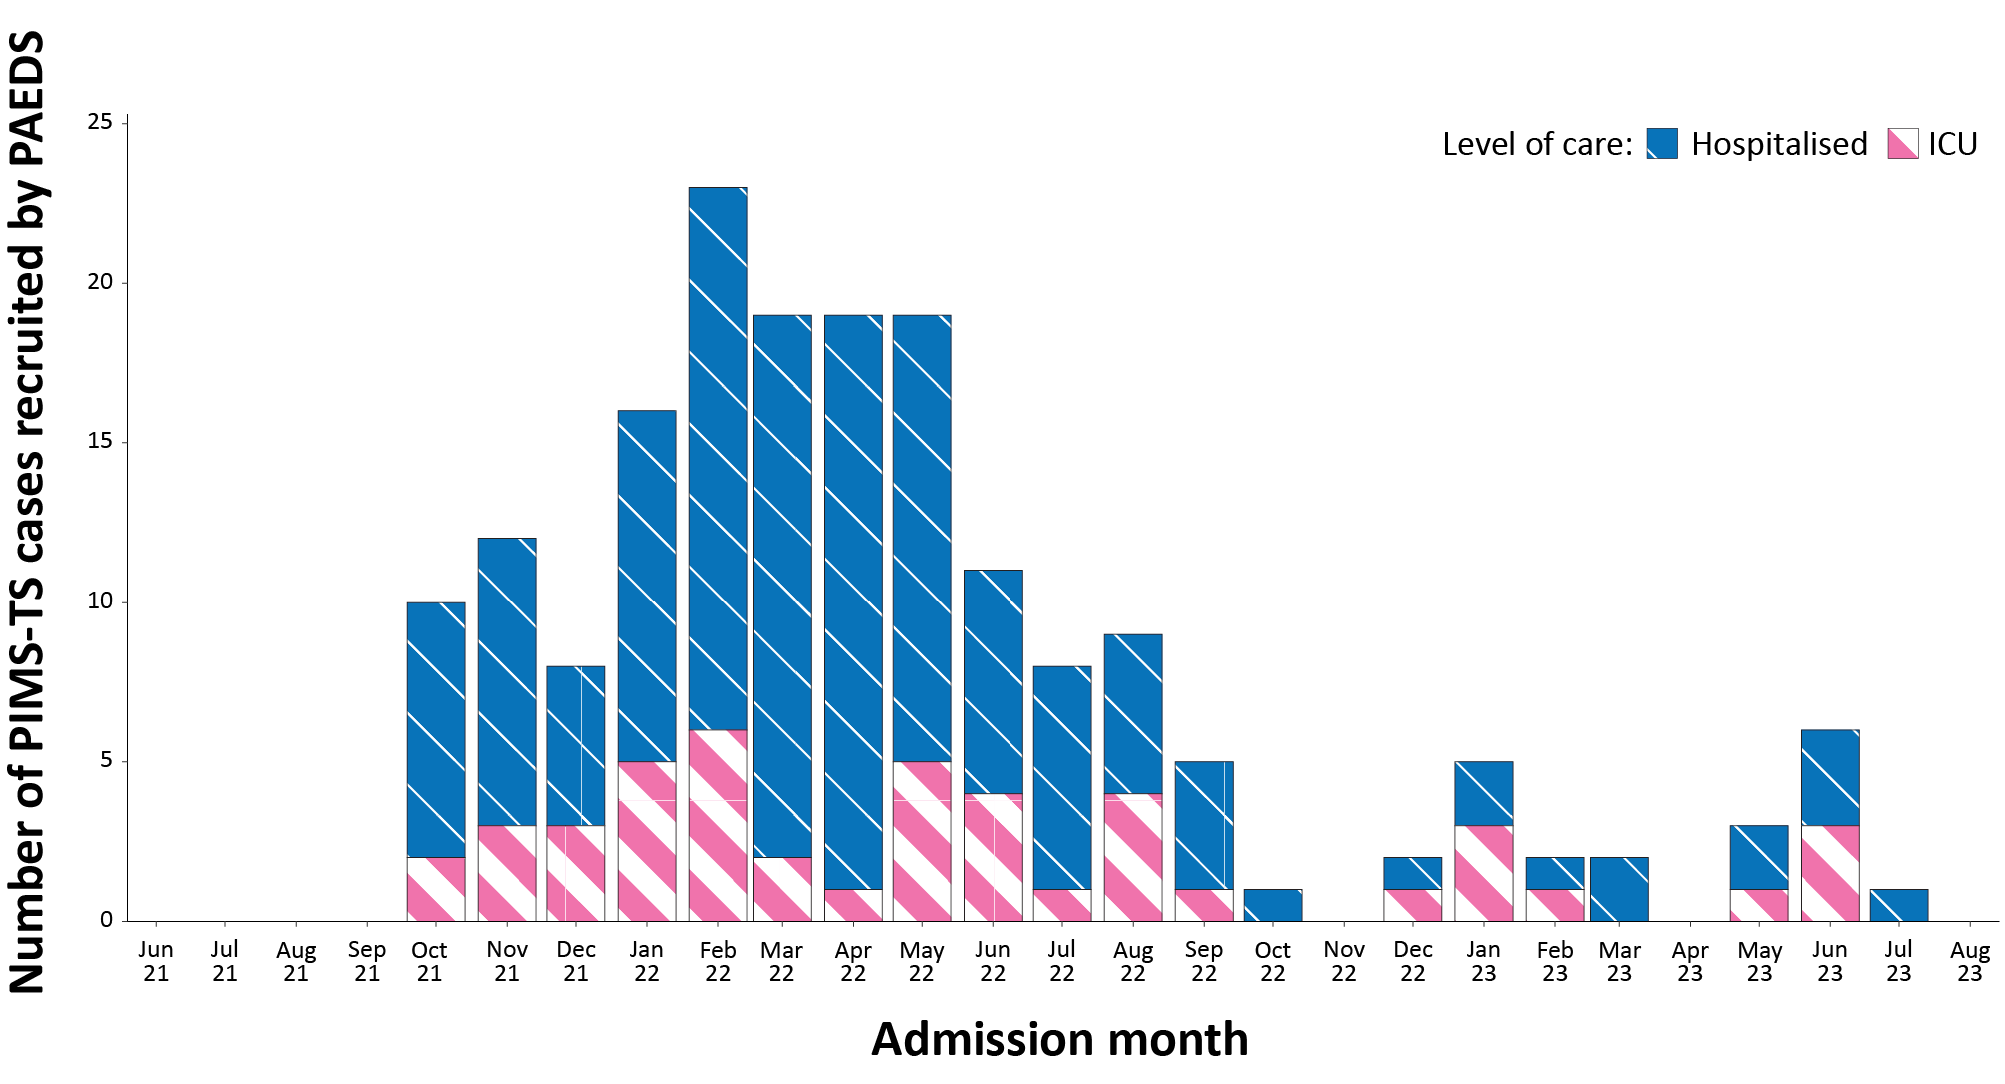 Number of PIMS-TS cases recruited by PAEDS
25
20
15
10
5
0
Level of care: Hospitalised ICU
Jun Jul Aug Sep Oct Nov Dec Jan Feb Mar Apr May Jun Jul Aug Sep Oct Nov Dec Jan Feb Mar Apr May Jun Jul Aug
21 21 21 21 21 21 21 22 22 22 22 22 22 22 22 22 22 22 22 23 23 23 23 23 23 23 23
Admission month